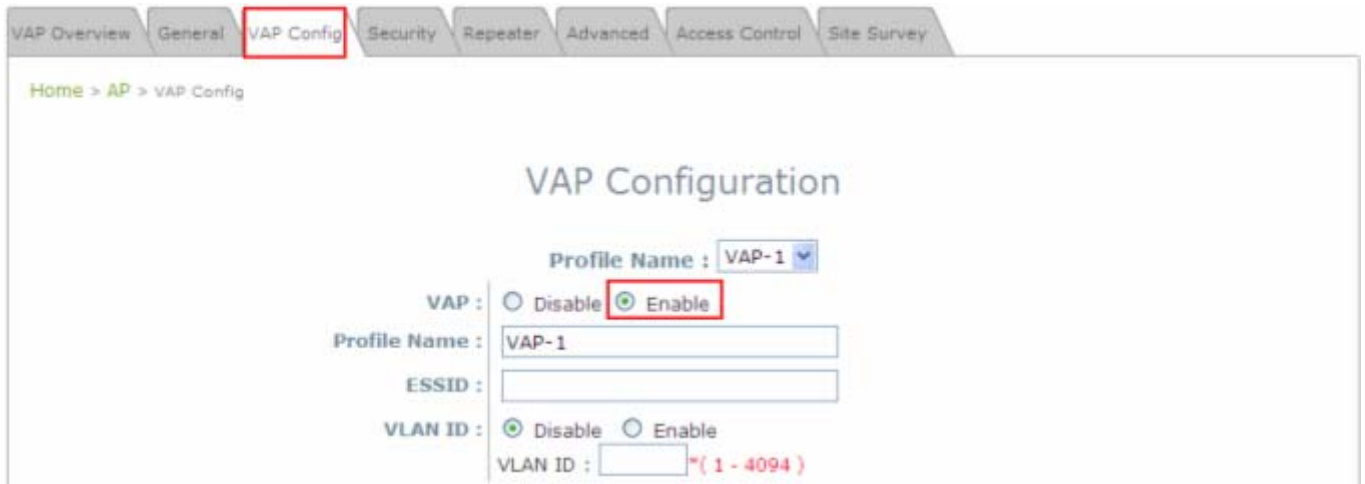 VAP Overview General VAP Config Security Repeater Advanced Access Control Site Survey
Home > AP > VAP Config
VAP Configuration
Profile Name : VAP-1
VAP : Disable Enable
Profile Name : VAP-1
ESSID :
VLAN ID : Disable Enable
VLAN ID : *( 1 - 4094 )